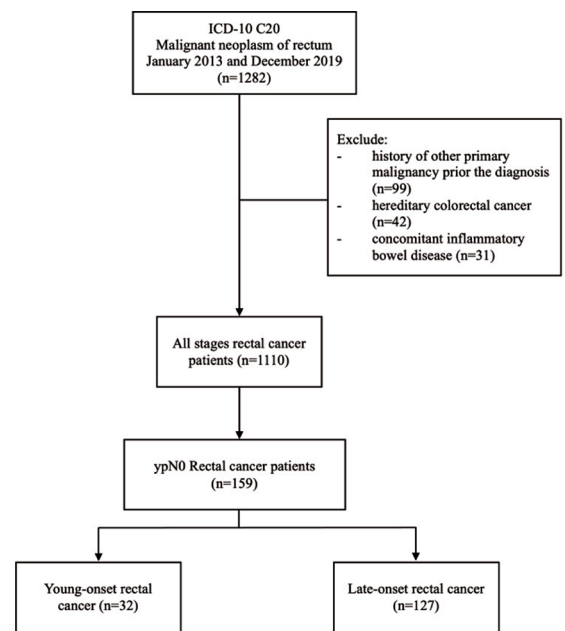 ICD-10 C20
Malignant neoplasm of rectum
January 2013 and December 2019
(n=1282)
Exclude:
- history of other primary
malignancy prior the diagnosis
(n=99)
- hereditary colorectal cancer
(n=42)
- concomitant inflammatory
bowel disease (n=31)
All stages rectal cancer
patients (n=1110)
ypN0 Rectal cancer patients
(n=159)
Young-onset rectal
cancer (n=32)
Late-onset rectal cancer
(n=127)